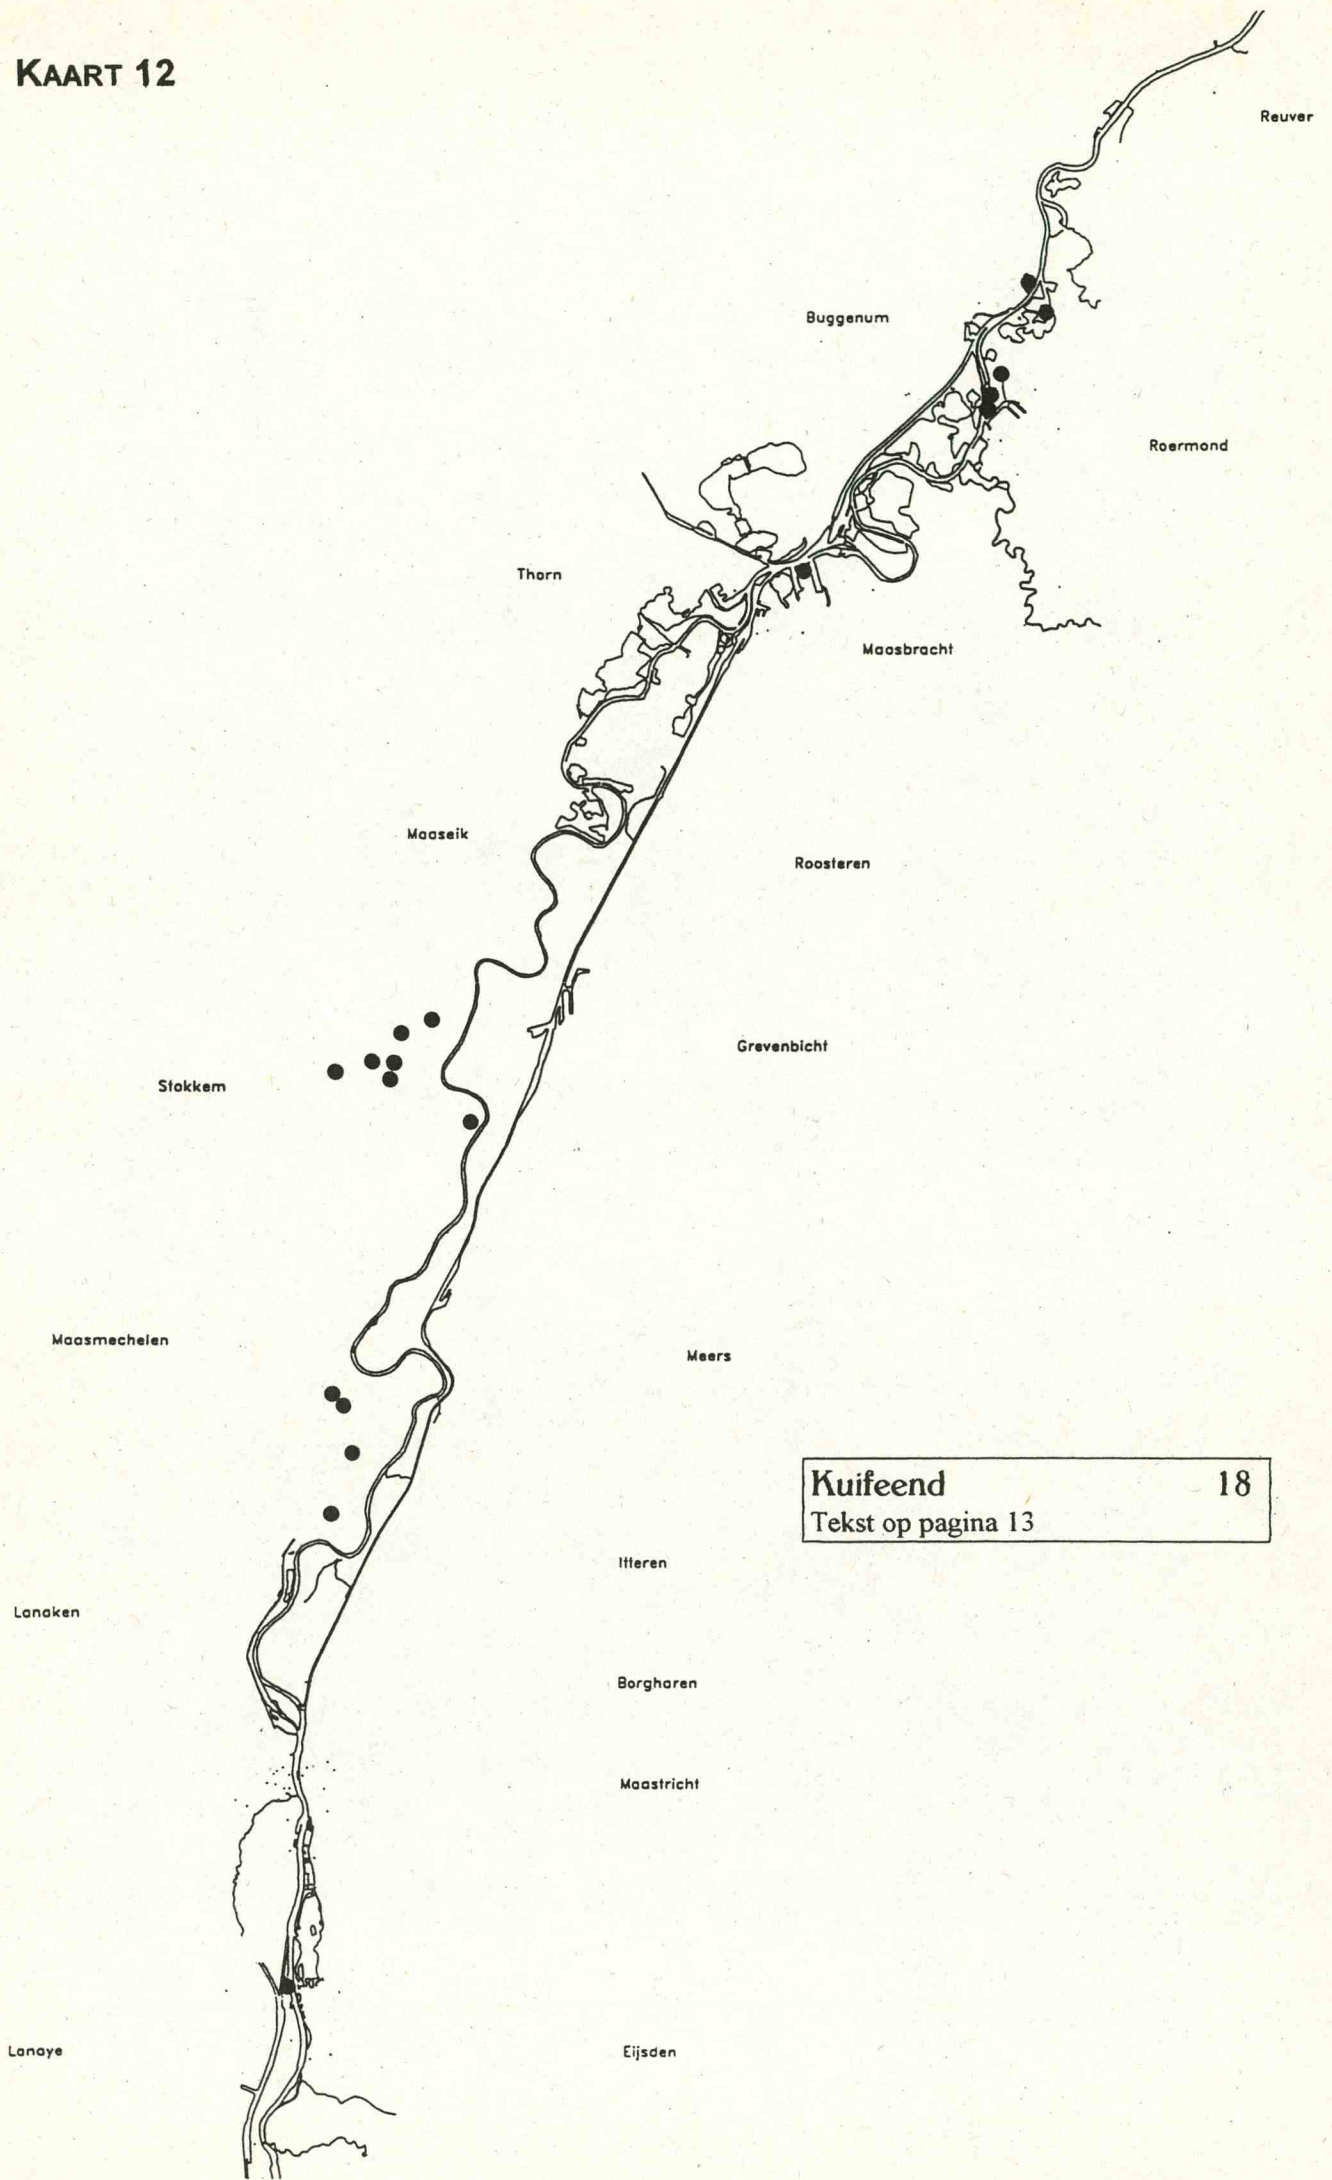 KAART 12
Reuver
Buggenum
Roermond
Thorn
Maasbracht
Maaseik
Roosteren
Grevenbicht
Stokkem
Maasmechelen
Meers
Kuifeend 18
Tekst op pagina 13
Itteren
Lanaken
Borgharen
Maastricht
Lanaye
Eijsden